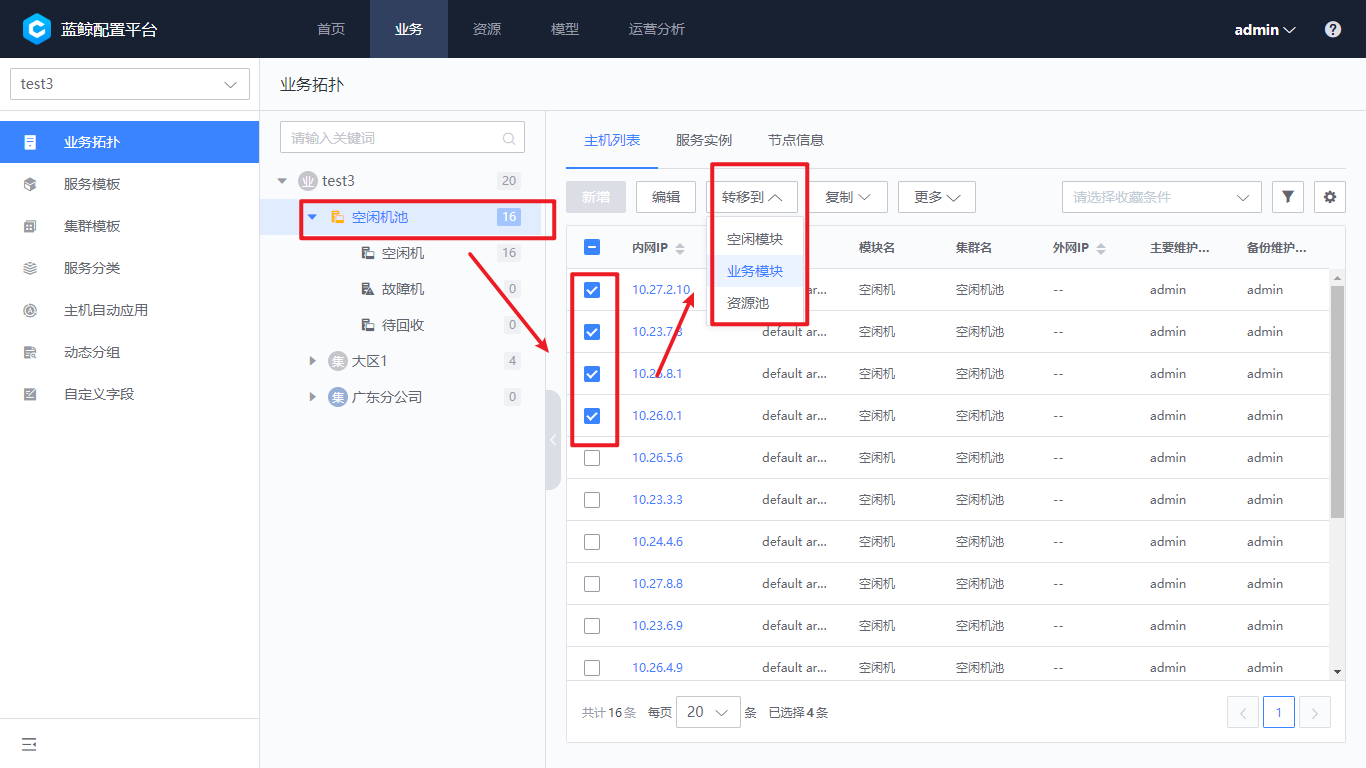 蓝鲸配置平台 首页 业务 资源 模型 运营分析 admin
test3
业务拓扑
业务拓扑
服务模板
集群模板
服务分类
主机自动应用
动态分组
自定义字段
请输入关键词
业 test3 20
空闲机池 16
空闲机 16
故障机 0
待回收 0
集 大区1 4
集 广东分公司 0
主机列表 服务实例 节点信息
新增 编辑 转移到 复制 更多 请选择收藏条件
空闲模块
业务模块
资源池
内网IP 模块名 集群名 外网IP 主要维护... 备份维护...
10.27.2.10 ar... 空闲机 空闲机池 -- admin admin
default ar... 空闲机 空闲机池 -- admin admin
default ar... 空闲机 空闲机池 -- admin admin
10.26.0.1 default ar... 空闲机 空闲机池 -- admin admin
10.26.5.6 default ar... 空闲机 空闲机池 -- admin admin
10.23.3.3 default ar... 空闲机 空闲机池 -- admin admin
10.24.4.6 default ar... 空闲机 空闲机池 -- admin admin
10.27.8.8 default ar... 空闲机 空闲机池 -- admin admin
10.23.6.9 default ar... 空闲机 空闲机池 -- admin admin
10.26.4.9 default ar... 空闲机 空闲机池 -- admin admin
共计16条 每页 20 条 已选择4条 1